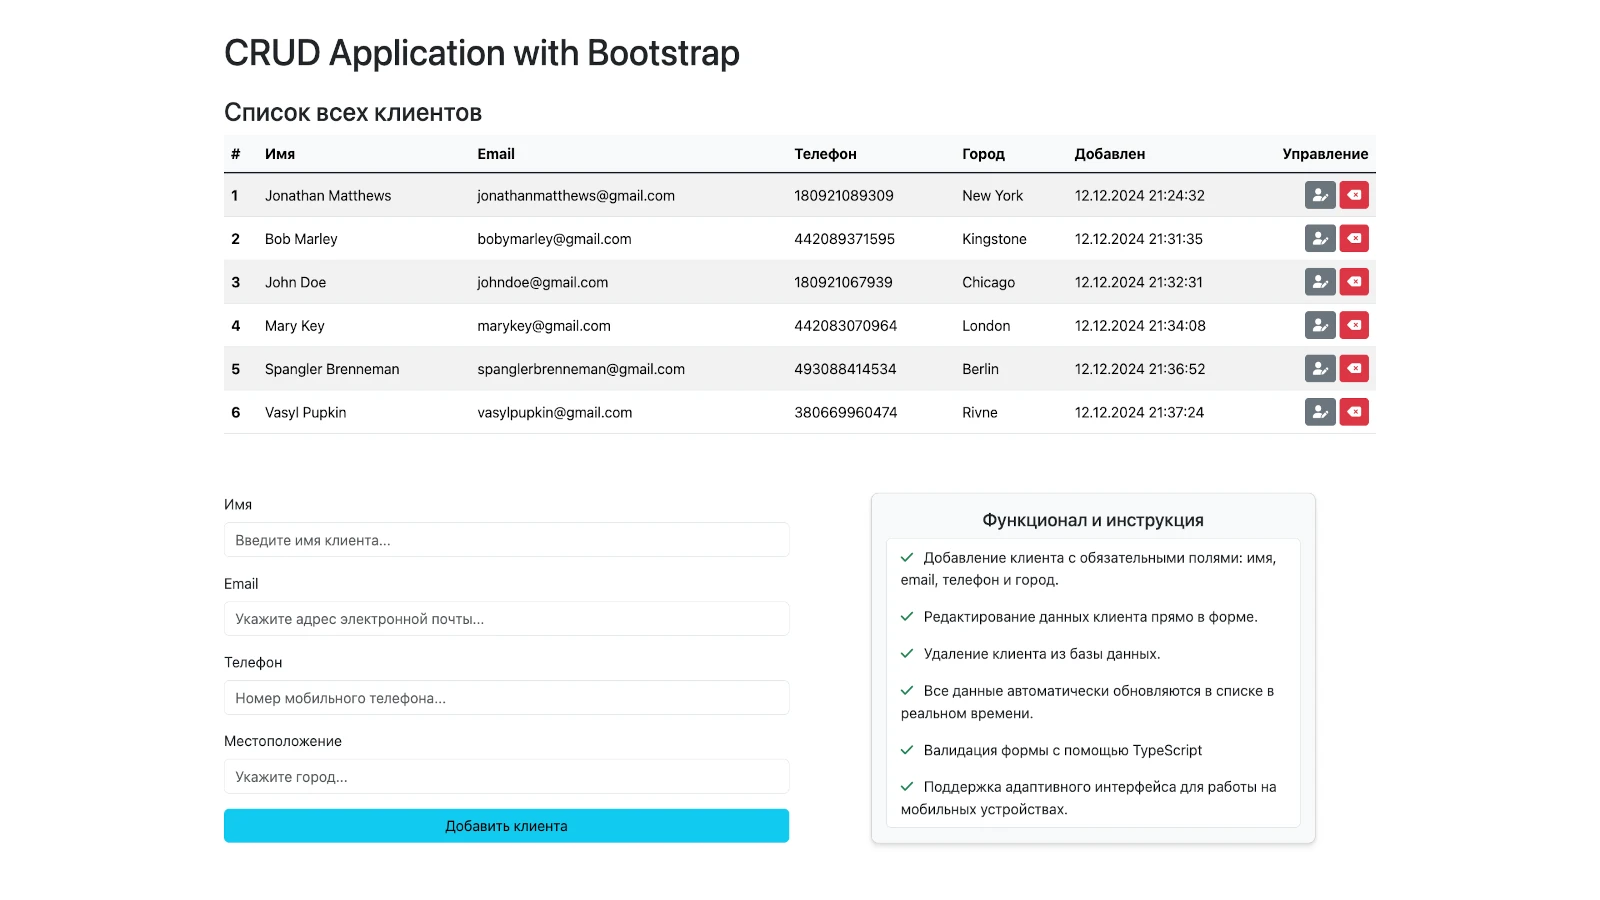 CRUD Application with Bootstrap
Список всех клиентов
# Имя Email Телефон Город Добавлен Управление
1 Jonathan Matthews jonathanmatthews@gmail.com 180921089309 New York 12.12.2024 21:24:32
2 Bob Marley bobymarley@gmail.com 442089371595 Kingstone 12.12.2024 21:31:35
3 John Doe johndoe@gmail.com 180921067939 Chicago 12.12.2024 21:32:31
4 Mary Key marykey@gmail.com 442083070964 London 12.12.2024 21:34:08
5 Spangler Brenneman spanglerbrenneman@gmail.com 493088414534 Berlin 12.12.2024 21:36:52
6 Vasyl Pupkin vasylpupkin@gmail.com 380669960474 Rivne 12.12.2024 21:37:24
Имя
Введите имя клиента...
Email
Укажите адрес электронной почты...
Телефон
Номер мобильного телефона...
Местоположение
Укажите город...
Добавить клиента
Функционал и инструкция
Добавление клиента с обязательными полями: имя,
email, телефон и город.
Редактирование данных клиента прямо в форме.
Удаление клиента из базы данных.
Все данные автоматически обновляются в списке в
реальном времени.
Валидация формы с помощью TypeScript
Поддержка адаптивного интерфейса для работы на
мобильных устройствах.